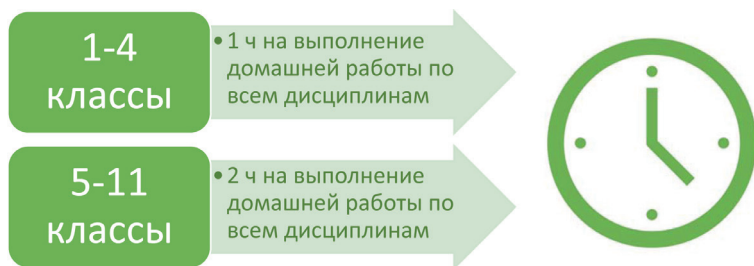 1-4
классы
• 1 ч на выполнение
домашней работы по
всем дисциплинам
5-11
классы
• 2 ч на выполнение
домашней работы по
всем дисциплинам